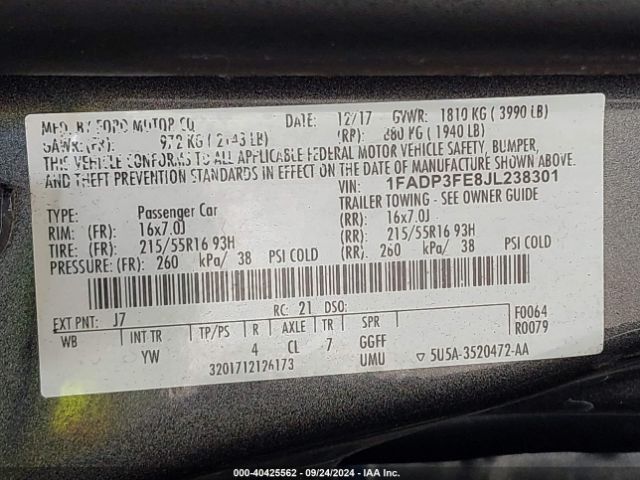 MFD. BY FORD MOTOR CO. DATE: 12/17 GVWR: 1810 KG ( 3990 LB)
GAWR: (FR): 972 KG ( 2143 LB) (RR): 880 KG ( 1940 LB)
THIS VEHICLE CONFORMS TO ALL APPLICABLE FEDERAL MOTOR VEHICLE SAFETY, BUMPER,
AND THEFT PREVENTION STANDARDS IN EFFECT ON THE DATE OF MANUFACTURE SHOWN ABOVE.
VIN: 1FADP3FE8JL238301
TYPE: Passenger Car TRAILER TOWING - SEE OWNER GUIDE
RIM: (FR) 16x7.0J (RR) 16x7.0J
TIRE: (FR) 215/55R16 93H (RR) 215/55R16 93H
PRESSURE: (FR) 260 kPa/ 38 PSI COLD (RR) 260 kPa/ 38 PSI COLD
EXT PNT: J7 RC: 21 DSO: F0064
WB INT TR TP/PS R AXLE TR SPR R0079
YW 4 CL 7 GGFF
3201712126173 UMU ▽ 5U5A-3520472-AA
© - 40425562 - 09/24/2024 - IAA Inc.